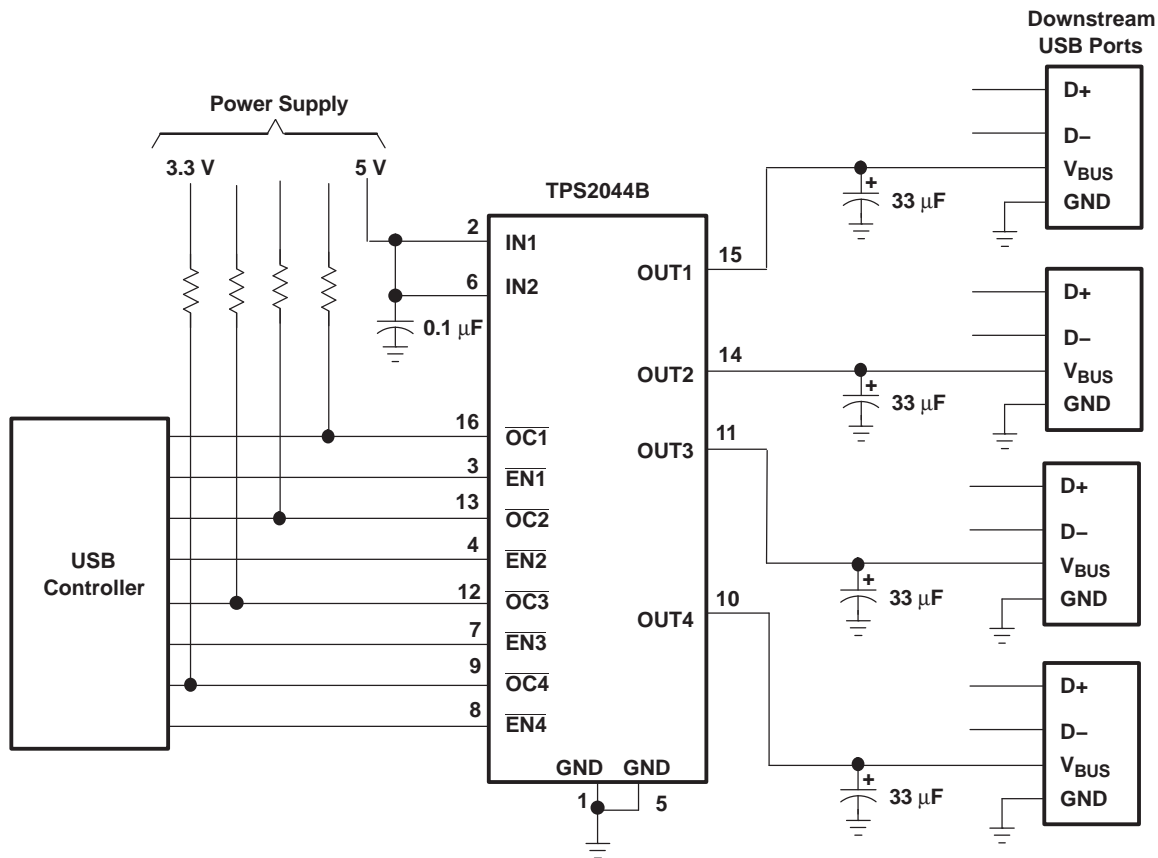 Downstream
USB Ports
Power Supply
3.3 V
5 V
TPS2044B
2
IN1
6
IN2
0.1 μF
16
OC1
3
EN1
13
OC2
4
EN2
12
OC3
7
EN3
9
OC4
8
EN4
USB
Controller
GND
GND
1
5
OUT1
15
OUT2
14
OUT3
11
OUT4
10
+
33 μF
D+
D−
VBUS
GND
+
33 μF
D+
D−
VBUS
GND
+
33 μF
D+
D−
VBUS
GND
+
33 μF
D+
D−
VBUS
GND